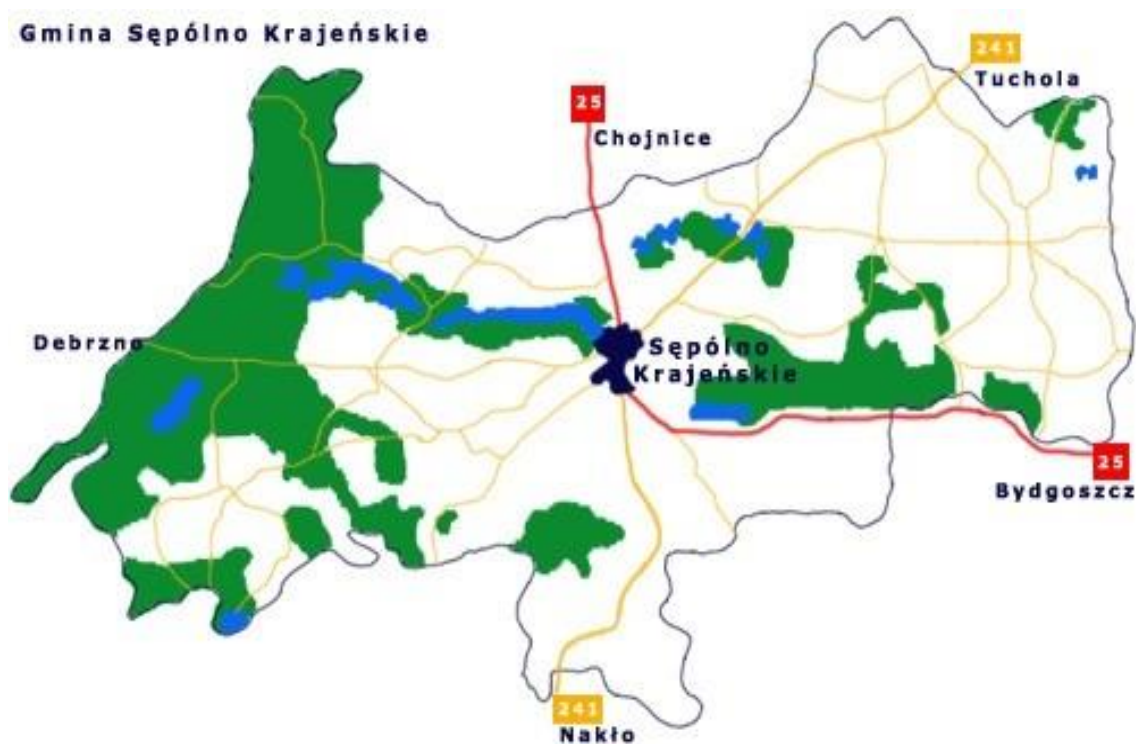 Gmina Sępólno Krajeńskie
241
Tuchola
25
Chojnice
Debrzno
Sępólno
Krajeńskie
25
Bydgoszcz
241
Nakło